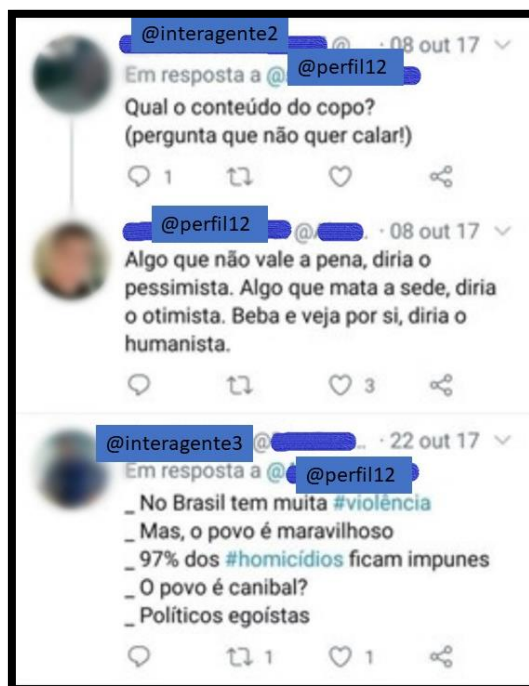 @interagente2 @ · 08 out 17
Em resposta a @ @perfil12
Qual o conteúdo do copo?
(pergunta que não quer calar!)
1
@perfil12 @ · 08 out 17
Algo que não vale a pena, diria o
pessimista. Algo que mata a sede, diria
o otimista. Beba e veja por si, diria o
humanista.
3
@interagente3 @ .. · 22 out 17
Em resposta a @ @perfil12
_ No Brasil tem muita #violência
_ Mas, o povo é maravilhoso
_ 97% dos #homicídios ficam impunes
_ O povo é canibal?
_ Políticos egoístas
1 1